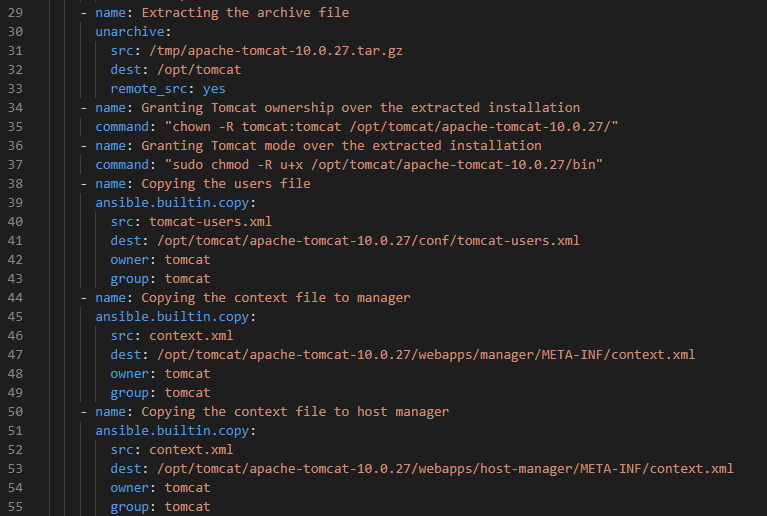 29 - name: Extracting the archive file
30 unarchive:
31 src: /tmp/apache-tomcat-10.0.27.tar.gz
32 dest: /opt/tomcat
33 remote_src: yes
34 - name: Granting Tomcat ownership over the extracted installation
35 command: "chown -R tomcat:tomcat /opt/tomcat/apache-tomcat-10.0.27/"
36 - name: Granting Tomcat mode over the extracted installation
37 command: "sudo chmod -R u+x /opt/tomcat/apache-tomcat-10.0.27/bin"
38 - name: Copying the users file
39 ansible.builtin.copy:
40 src: tomcat-users.xml
41 dest: /opt/tomcat/apache-tomcat-10.0.27/conf/tomcat-users.xml
42 owner: tomcat
43 group: tomcat
44 - name: Copying the context file to manager
45 ansible.builtin.copy:
46 src: context.xml
47 dest: /opt/tomcat/apache-tomcat-10.0.27/webapps/manager/META-INF/context.xml
48 owner: tomcat
49 group: tomcat
50 - name: Copying the context file to host manager
51 ansible.builtin.copy:
52 src: context.xml
53 dest: /opt/tomcat/apache-tomcat-10.0.27/webapps/host-manager/META-INF/context.xml
54 owner: tomcat
55 group: tomcat